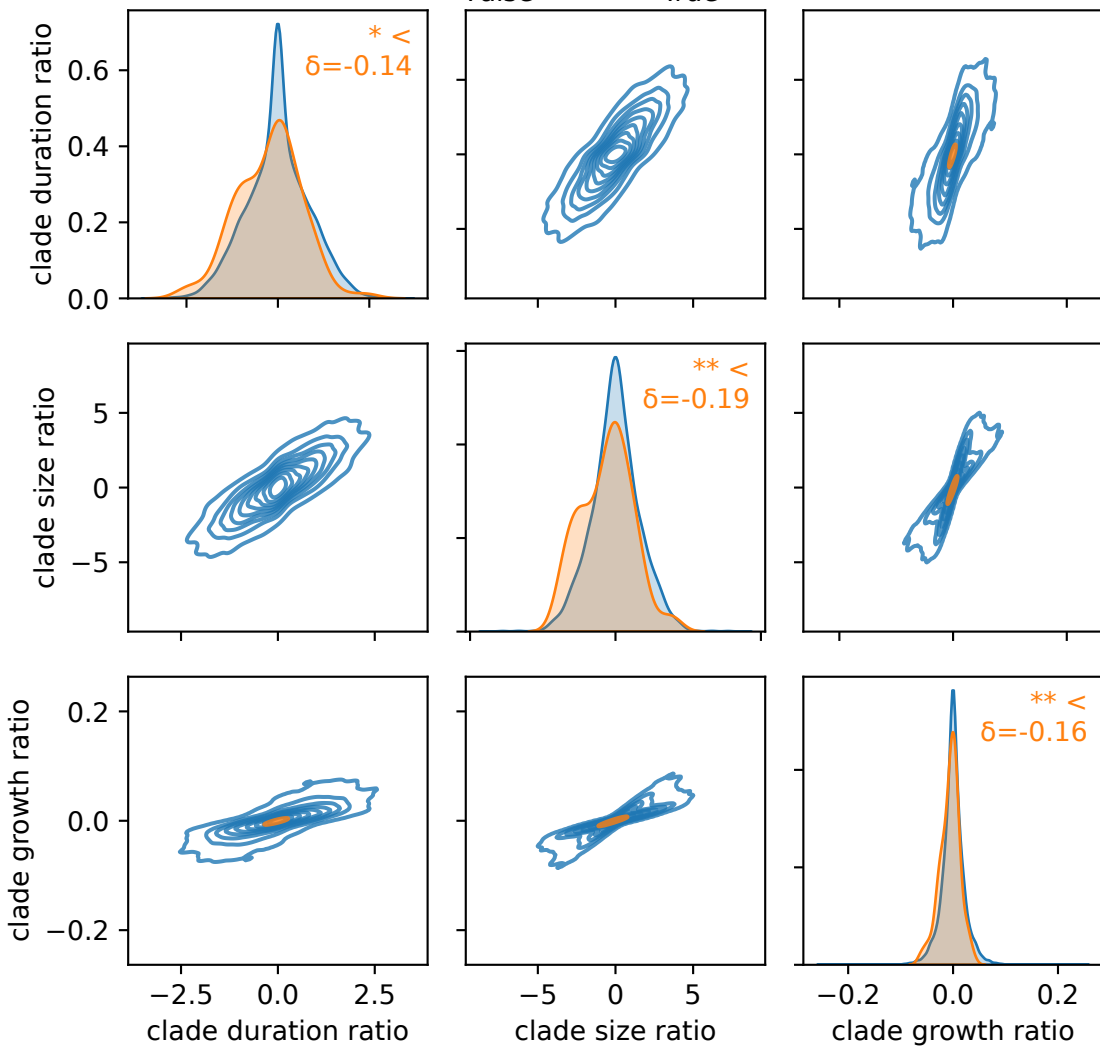 clade duration ratio
0.6
0.4
0.2
0.0
* <
δ=-0.14
clade size ratio
5
0
−5
** <
δ=-0.19
clade growth ratio
0.2
0.0
−0.2
** <
δ=-0.16
−2.5 0.0 2.5
−5 0 5
−0.2 0.0 0.2
clade duration ratio
clade size ratio
clade growth ratio